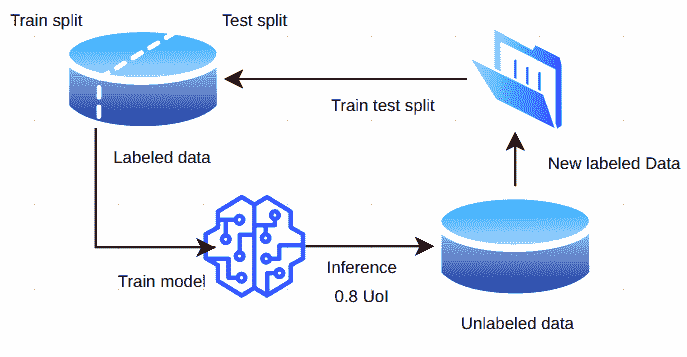 Train split
Test split
Train test split
Labeled data
New labeled Data
Train model
Inference
0.8 UoI
Unlabeled data